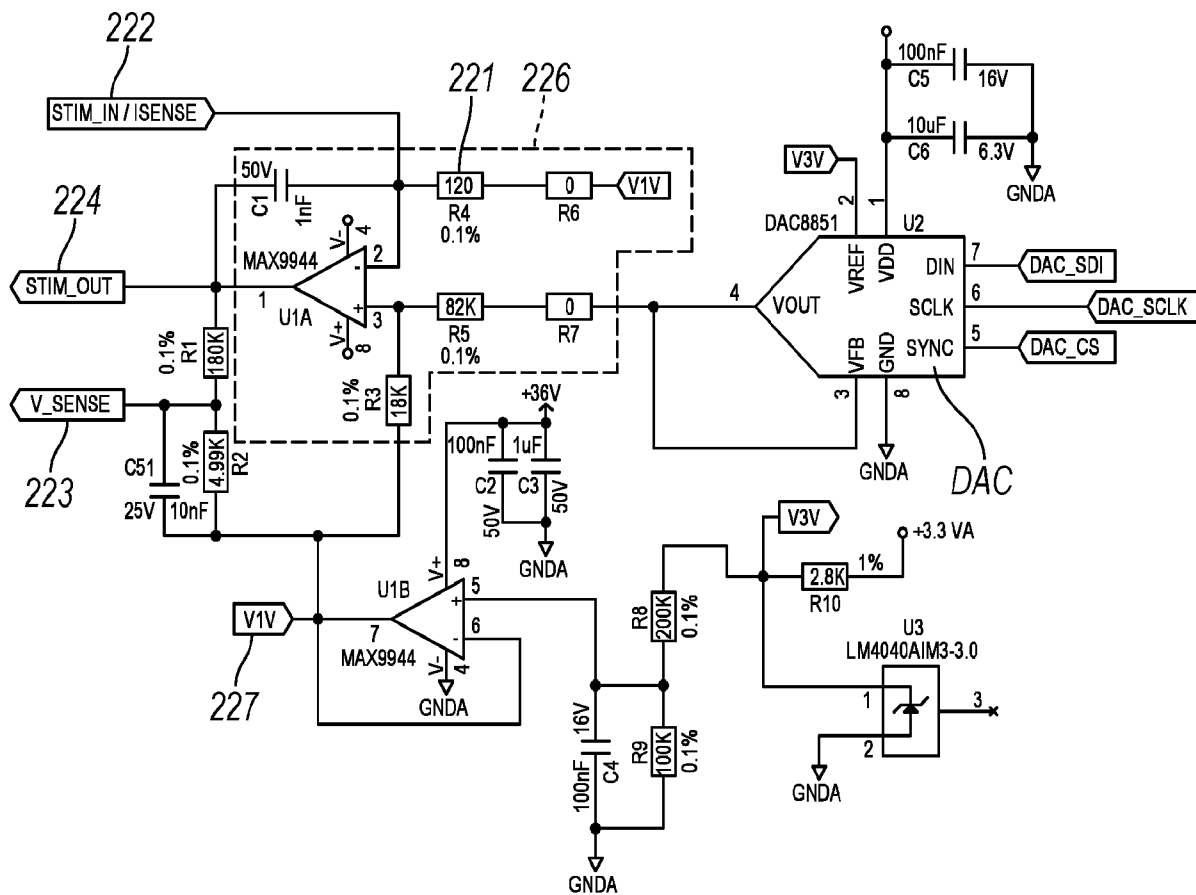 222
STIM_IN / ISENSE
221
226
100nF
C5
16V
10uF
C6
6.3V
GNDA
V3V
50V
C1
1nF
120
R4
0.1%
0
R6
V1V
224
STIM_OUT
MAX9944
V-
4
2
-
1
U1A
+
3
V+
8
82K
R5
0.1%
0
R7
DAC8851
2
1
U2
VREF
VDD
4
VOUT
DIN
7
DAC_SDI
SCLK
6
DAC_SCLK
SYNC
5
DAC_CS
VFB
GND
3
8
GNDA
DAC
0.1%
R1
180K
V_SENSE
223
0.1%
R3
18K
+36V
100nF
1uF
C2
C3
50V
50V
GNDA
C51
0.1%
4.99K
R2
25V
10nF
V3V
+3.3 VA
2.8K
1%
R10
U1B
V+
8
+
5
-
6
7
MAX9944
V-
4
GNDA
V1V
227
R8
200K
0.1%
U3
LM4040AIM3-3.0
1
2
3
GNDA
16V
100nF
C4
R9
100K
0.1%
GNDA